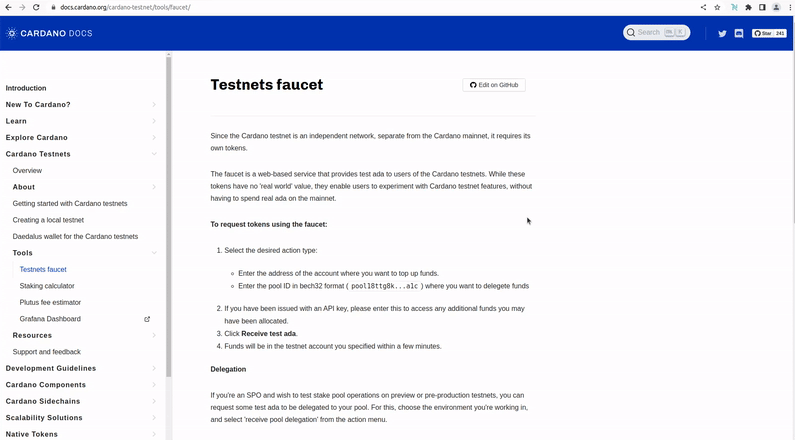 docs.cardano.org/cardano-testnet/tools/faucet/
CARDANO DOCS
Search
K
Star
241
Introduction
New To Cardano?
Learn
Explore Cardano
Cardano Testnets
Overview
About
Getting started with Cardano testnets
Creating a local testnet
Daedalus wallet for the Cardano testnets
Tools
Testnets faucet
Staking calculator
Plutus fee estimator
Grafana Dashboard
Resources
Support and feedback
Development Guidelines
Cardano Components
Cardano Sidechains
Scalability Solutions
Native Tokens
Testnets faucet
Edit on GitHub
Since the Cardano testnet is an independent network, separate from the Cardano mainnet, it requires its
own tokens.
The faucet is a web-based service that provides test ada to users of the Cardano testnets. While these
tokens have no 'real world' value, they enable users to experiment with Cardano testnet features, without
having to spend real ada on the mainnet.
To request tokens using the faucet:
1. Select the desired action type:
Enter the address of the account where you want to top up funds.
Enter the pool ID in bech32 format ( pool18ttg8k...a1c ) where you want to delegete funds
2. If you have been issued with an API key, please enter this to access any additional funds you may
have been allocated.
3. Click Receive test ada.
4. Funds will be in the testnet account you specified within a few minutes.
Delegation
If you're an SPO and wish to test stake pool operations on preview or pre-production testnets, you can
request some test ada to be delegated to your pool. For this, choose the environment you're working in,
and select 'receive pool delegation' from the action menu.